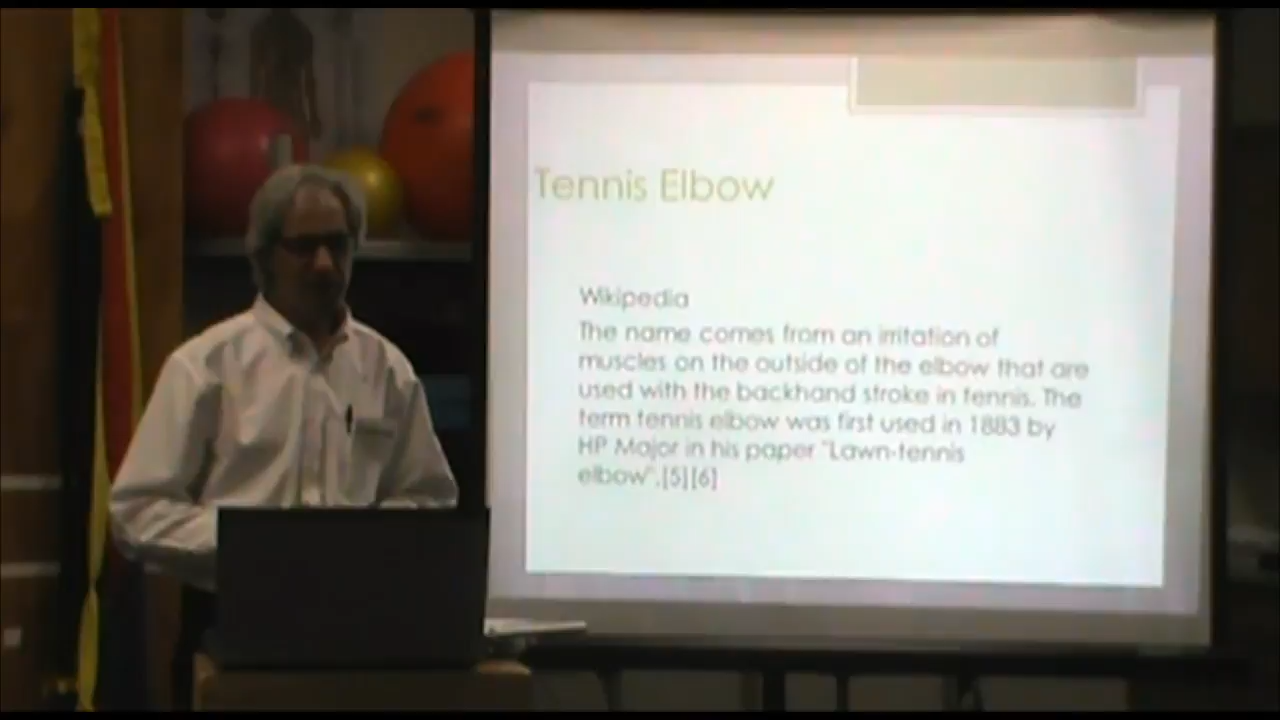 Tennis Elbow
Wikipedia
The name comes from an irritation of
muscles on the outside of the elbow that are
used with the backhand stroke in tennis. The
term tennis elbow was first used in 1883 by
HP Major in his paper "Lawn-tennis
elbow".[5][6]